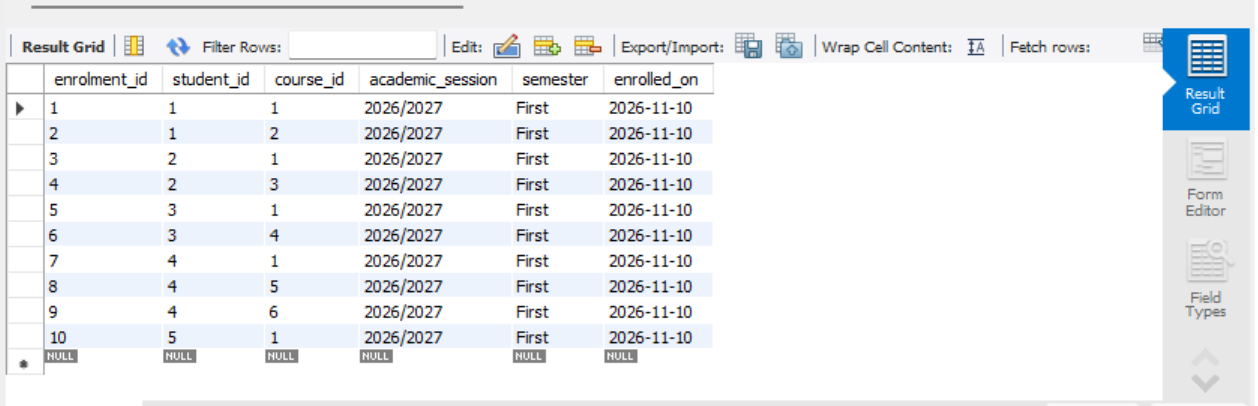 Result Grid Filter Rows: Edit: Export/Import: Wrap Cell Content: IA Fetch rows:
enrolment_id student_id course_id academic_session semester enrolled_on
1 1 1 2026/2027 First 2026-11-10
2 1 2 2026/2027 First 2026-11-10
3 2 1 2026/2027 First 2026-11-10
4 2 3 2026/2027 First 2026-11-10
5 3 1 2026/2027 First 2026-11-10
6 3 4 2026/2027 First 2026-11-10
7 4 1 2026/2027 First 2026-11-10
8 4 5 2026/2027 First 2026-11-10
9 4 6 2026/2027 First 2026-11-10
10 5 1 2026/2027 First 2026-11-10
NULL NULL NULL NULL NULL NULL
Result
Grid
Form
Editor
Field
Types